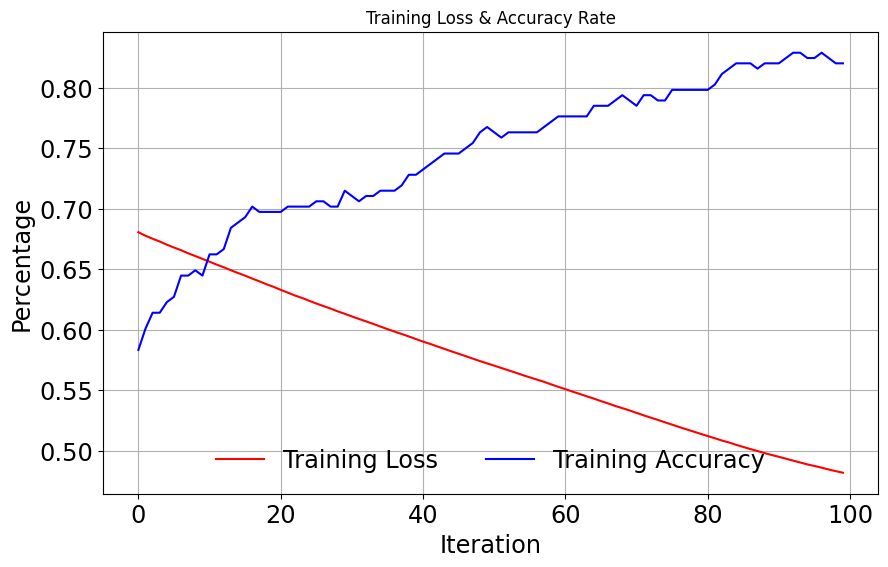 Training Loss & Accuracy Rate
Percentage
0.80
0.75
0.70
0.65
0.60
0.55
0.50
Training Loss
Training Accuracy
0 20 40 60 80 100
Iteration